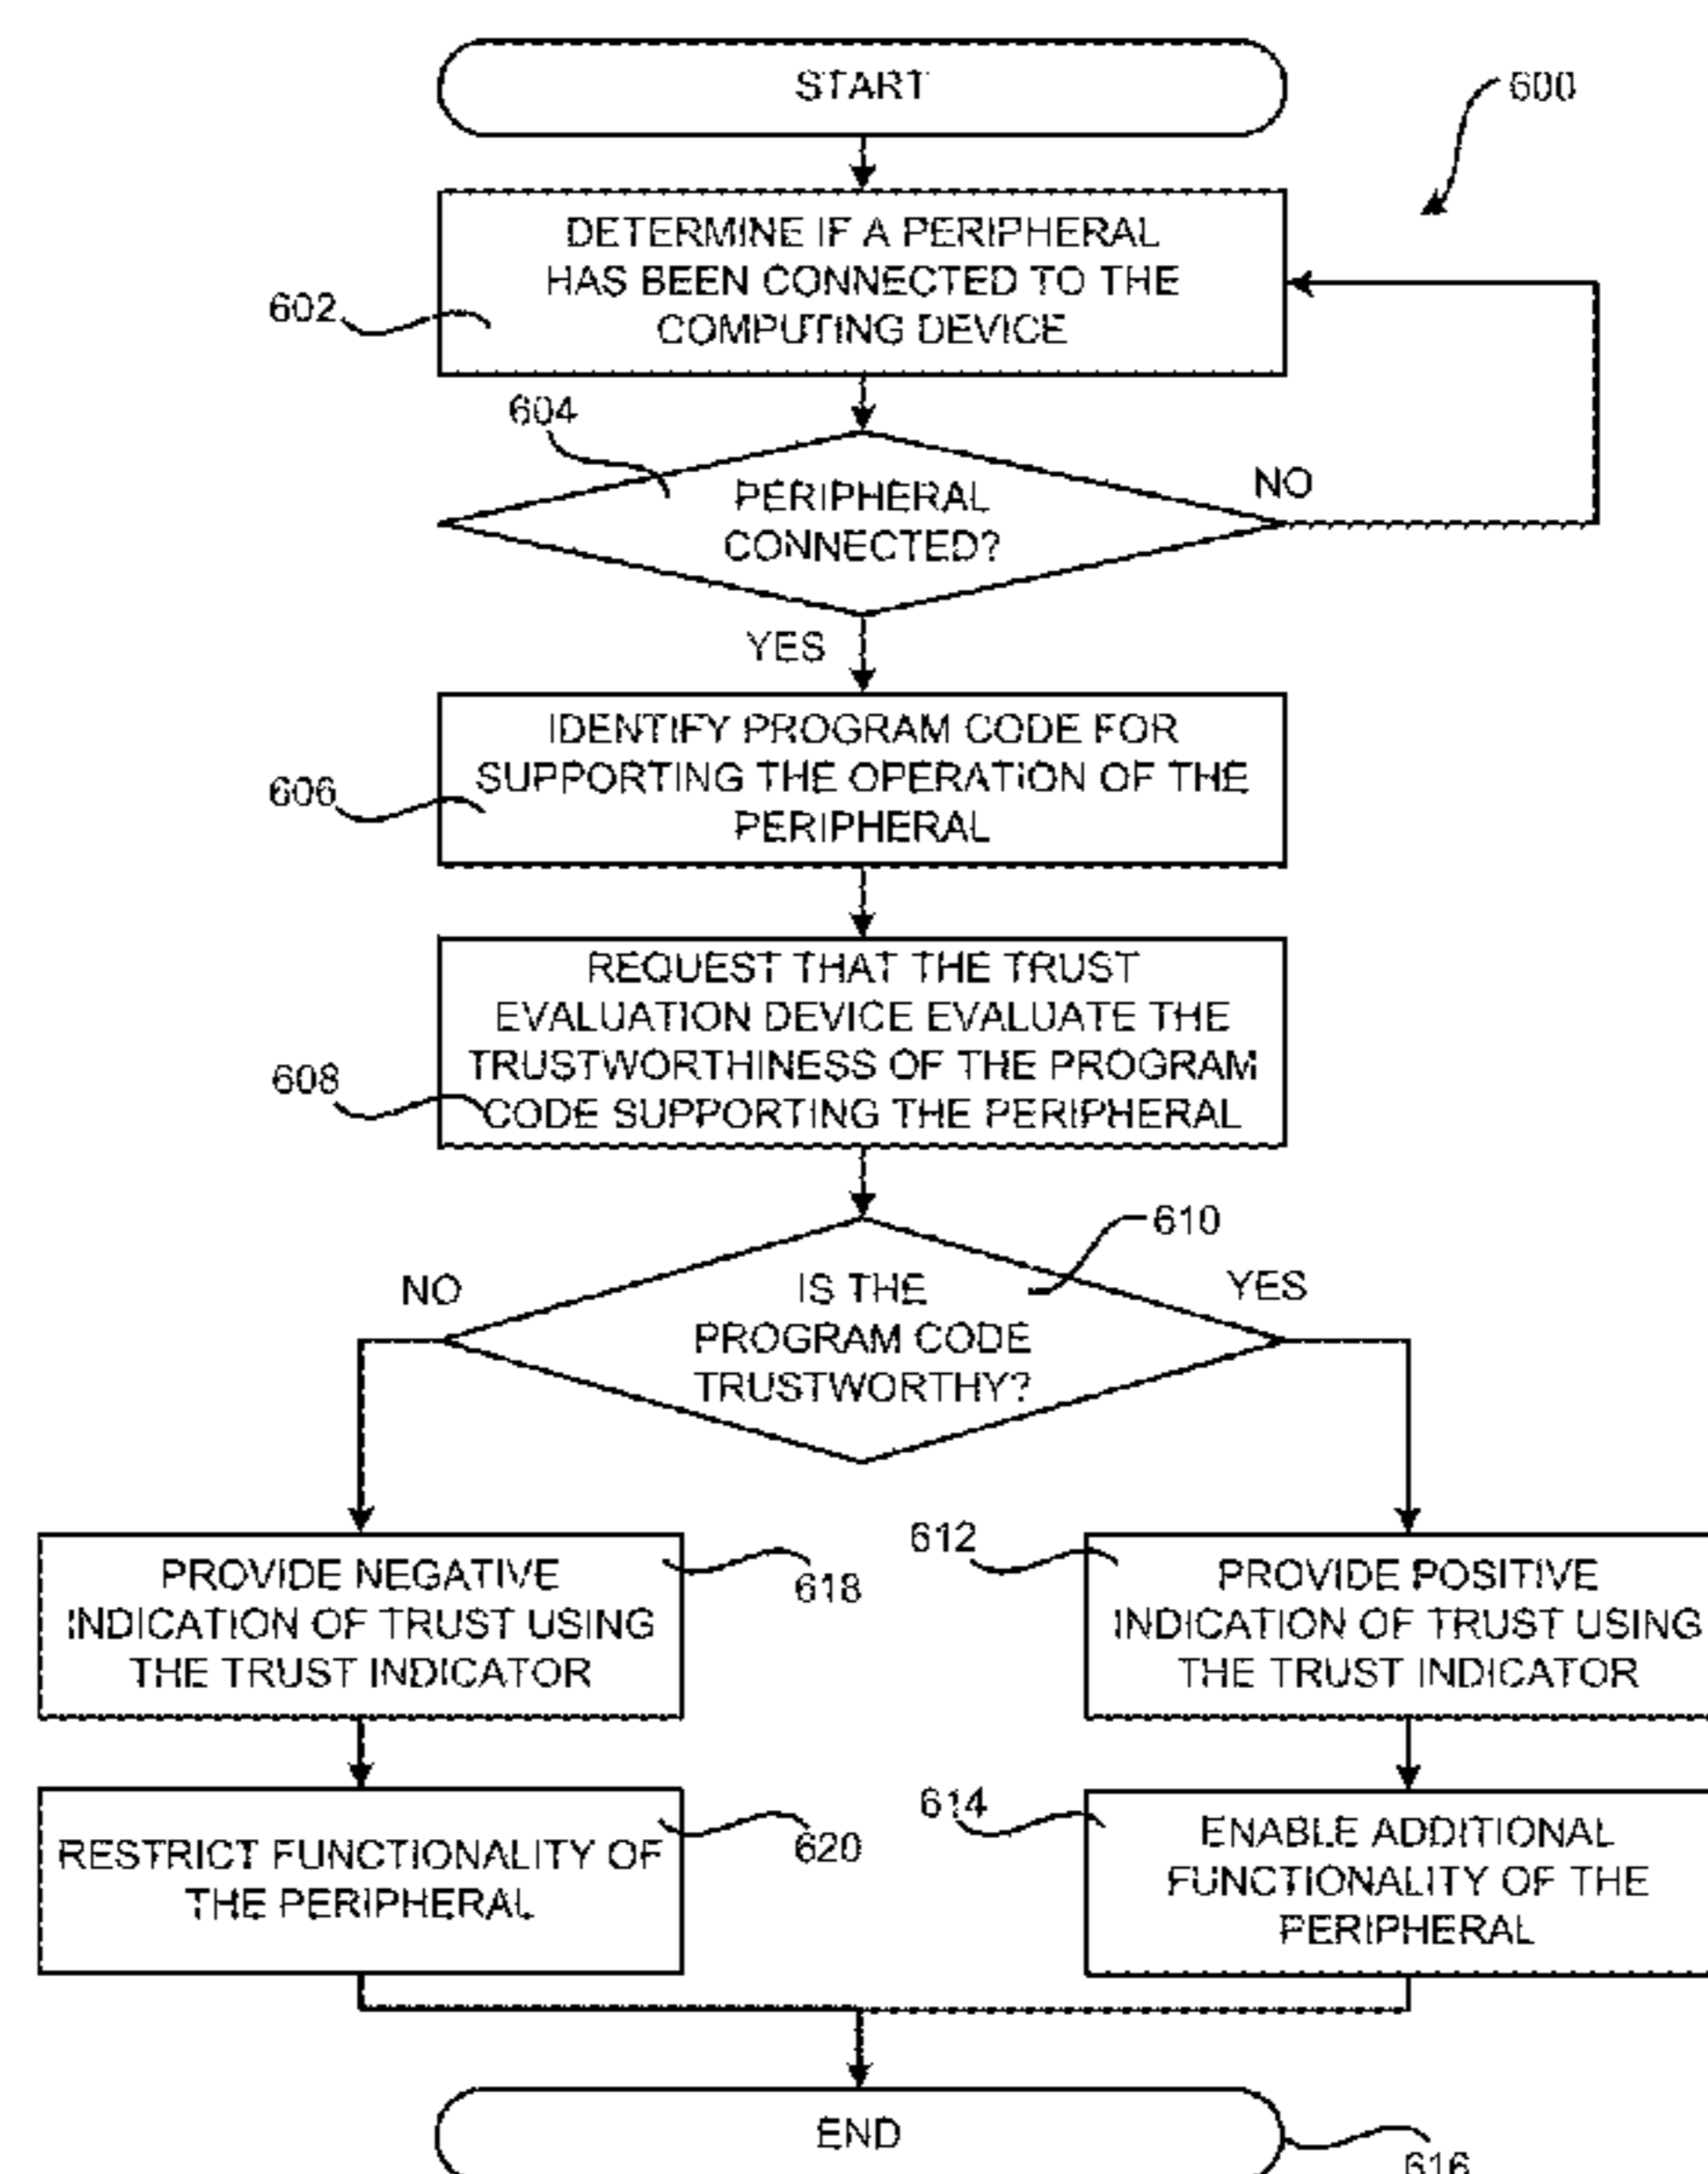 START
600
DETERMINE IF A PERIPHERAL
HAS BEEN CONNECTED TO THE
COMPUTING DEVICE
602
604
PERIPHERAL
CONNECTED?
NO
YES
IDENTIFY PROGRAM CODE FOR
SUPPORTING THE OPERATION OF THE
PERIPHERAL
606
REQUEST THAT THE TRUST
EVALUATION DEVICE EVALUATE THE
TRUSTWORTHINESS OF THE PROGRAM
CODE SUPPORTING THE PERIPHERAL
608
610
NO
IS THE
PROGRAM CODE
TRUSTWORTHY?
YES
PROVIDE NEGATIVE
INDICATION OF TRUST USING
THE TRUST INDICATOR
618
612
PROVIDE POSITIVE
INDICATION OF TRUST USING
THE TRUST INDICATOR
RESTRICT FUNCTIONALITY OF
THE PERIPHERAL
620
614
ENABLE ADDITIONAL
FUNCTIONALITY OF THE
PERIPHERAL
END
616